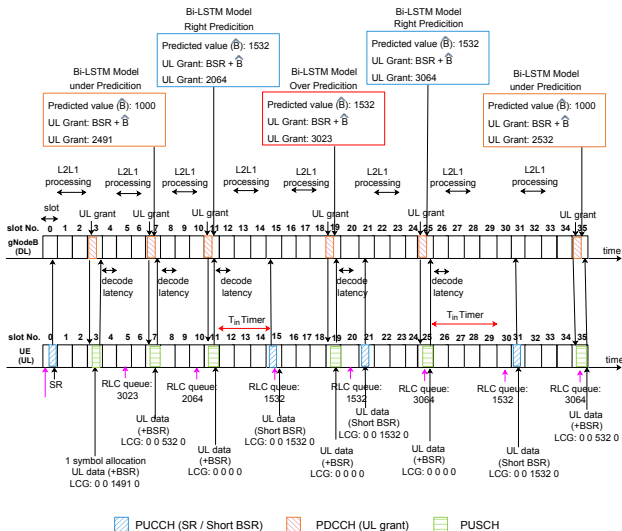 Bi-LSTM Model
Right Predicition
Predicted value (B̂): 1532
UL Grant: BSR + B̂
UL Grant: 2064
Bi-LSTM Model
Right Predicition
Predicted value (B̂): 1532
UL Grant: BSR + B̂
UL Grant: 3064
Bi-LSTM Model
under Predicition
Predicted value (B̂): 1000
UL Grant: BSR + B̂
UL Grant: 2491
Bi-LSTM Model
Over Predicition
Predicted value (B̂): 1532
UL Grant: BSR + B̂
UL Grant: 3023
Bi-LSTM Model
under Predicition
Predicted value (B̂): 1000
UL Grant: BSR + B̂
UL Grant: 2532
L2L1 processing
L2L1 processing
L2L1 processing
L2L1 processing
L2L1 processing
L2L1 processing
L2L1 processing
slot
UL grant
UL grant
UL grant
UL grant
UL grant
UL grant
slot No. 0 1 2 3 4 5 6 7 8 9 10 11 12 13 14 15 16 17 18 19 20 21 22 23 24 25 26 27 28 29 30 31 32 33 34 35
gNodeB
(DL)
time
decode latency
decode latency
decode latency
decode latency
decode latency
Tin Timer
Tin Timer
slot No. 0 1 2 3 4 5 6 7 8 9 10 11 12 13 14 15 16 17 18 19 20 21 22 23 24 25 26 27 28 29 30 31 32 33 34 35
UE
(UL)
time
SR
RLC queue:
3023
RLC queue:
2064
RLC queue:
1532
RLC queue:
1532
RLC queue:
3064
RLC queue:
1532
RLC queue:
3064
1 symbol allocation
UL data (+BSR)
LCG: 0 0 1491 0
UL data
(+BSR)
LCG: 0 0 532 0
UL data
(+BSR)
LCG: 0 0 0 0
UL data
(Short BSR)
LCG: 0 0 1532 0
UL data
(+BSR)
LCG: 0 0 0 0
UL data
(Short BSR)
LCG: 0 0 1532 0
UL data
(+BSR)
LCG: 0 0 0 0
UL data
(Short BSR)
LCG: 0 0 1532 0
UL data
(+BSR)
LCG: 0 0 532 0
PUCCH (SR / Short BSR)
PDCCH (UL grant)
PUSCH